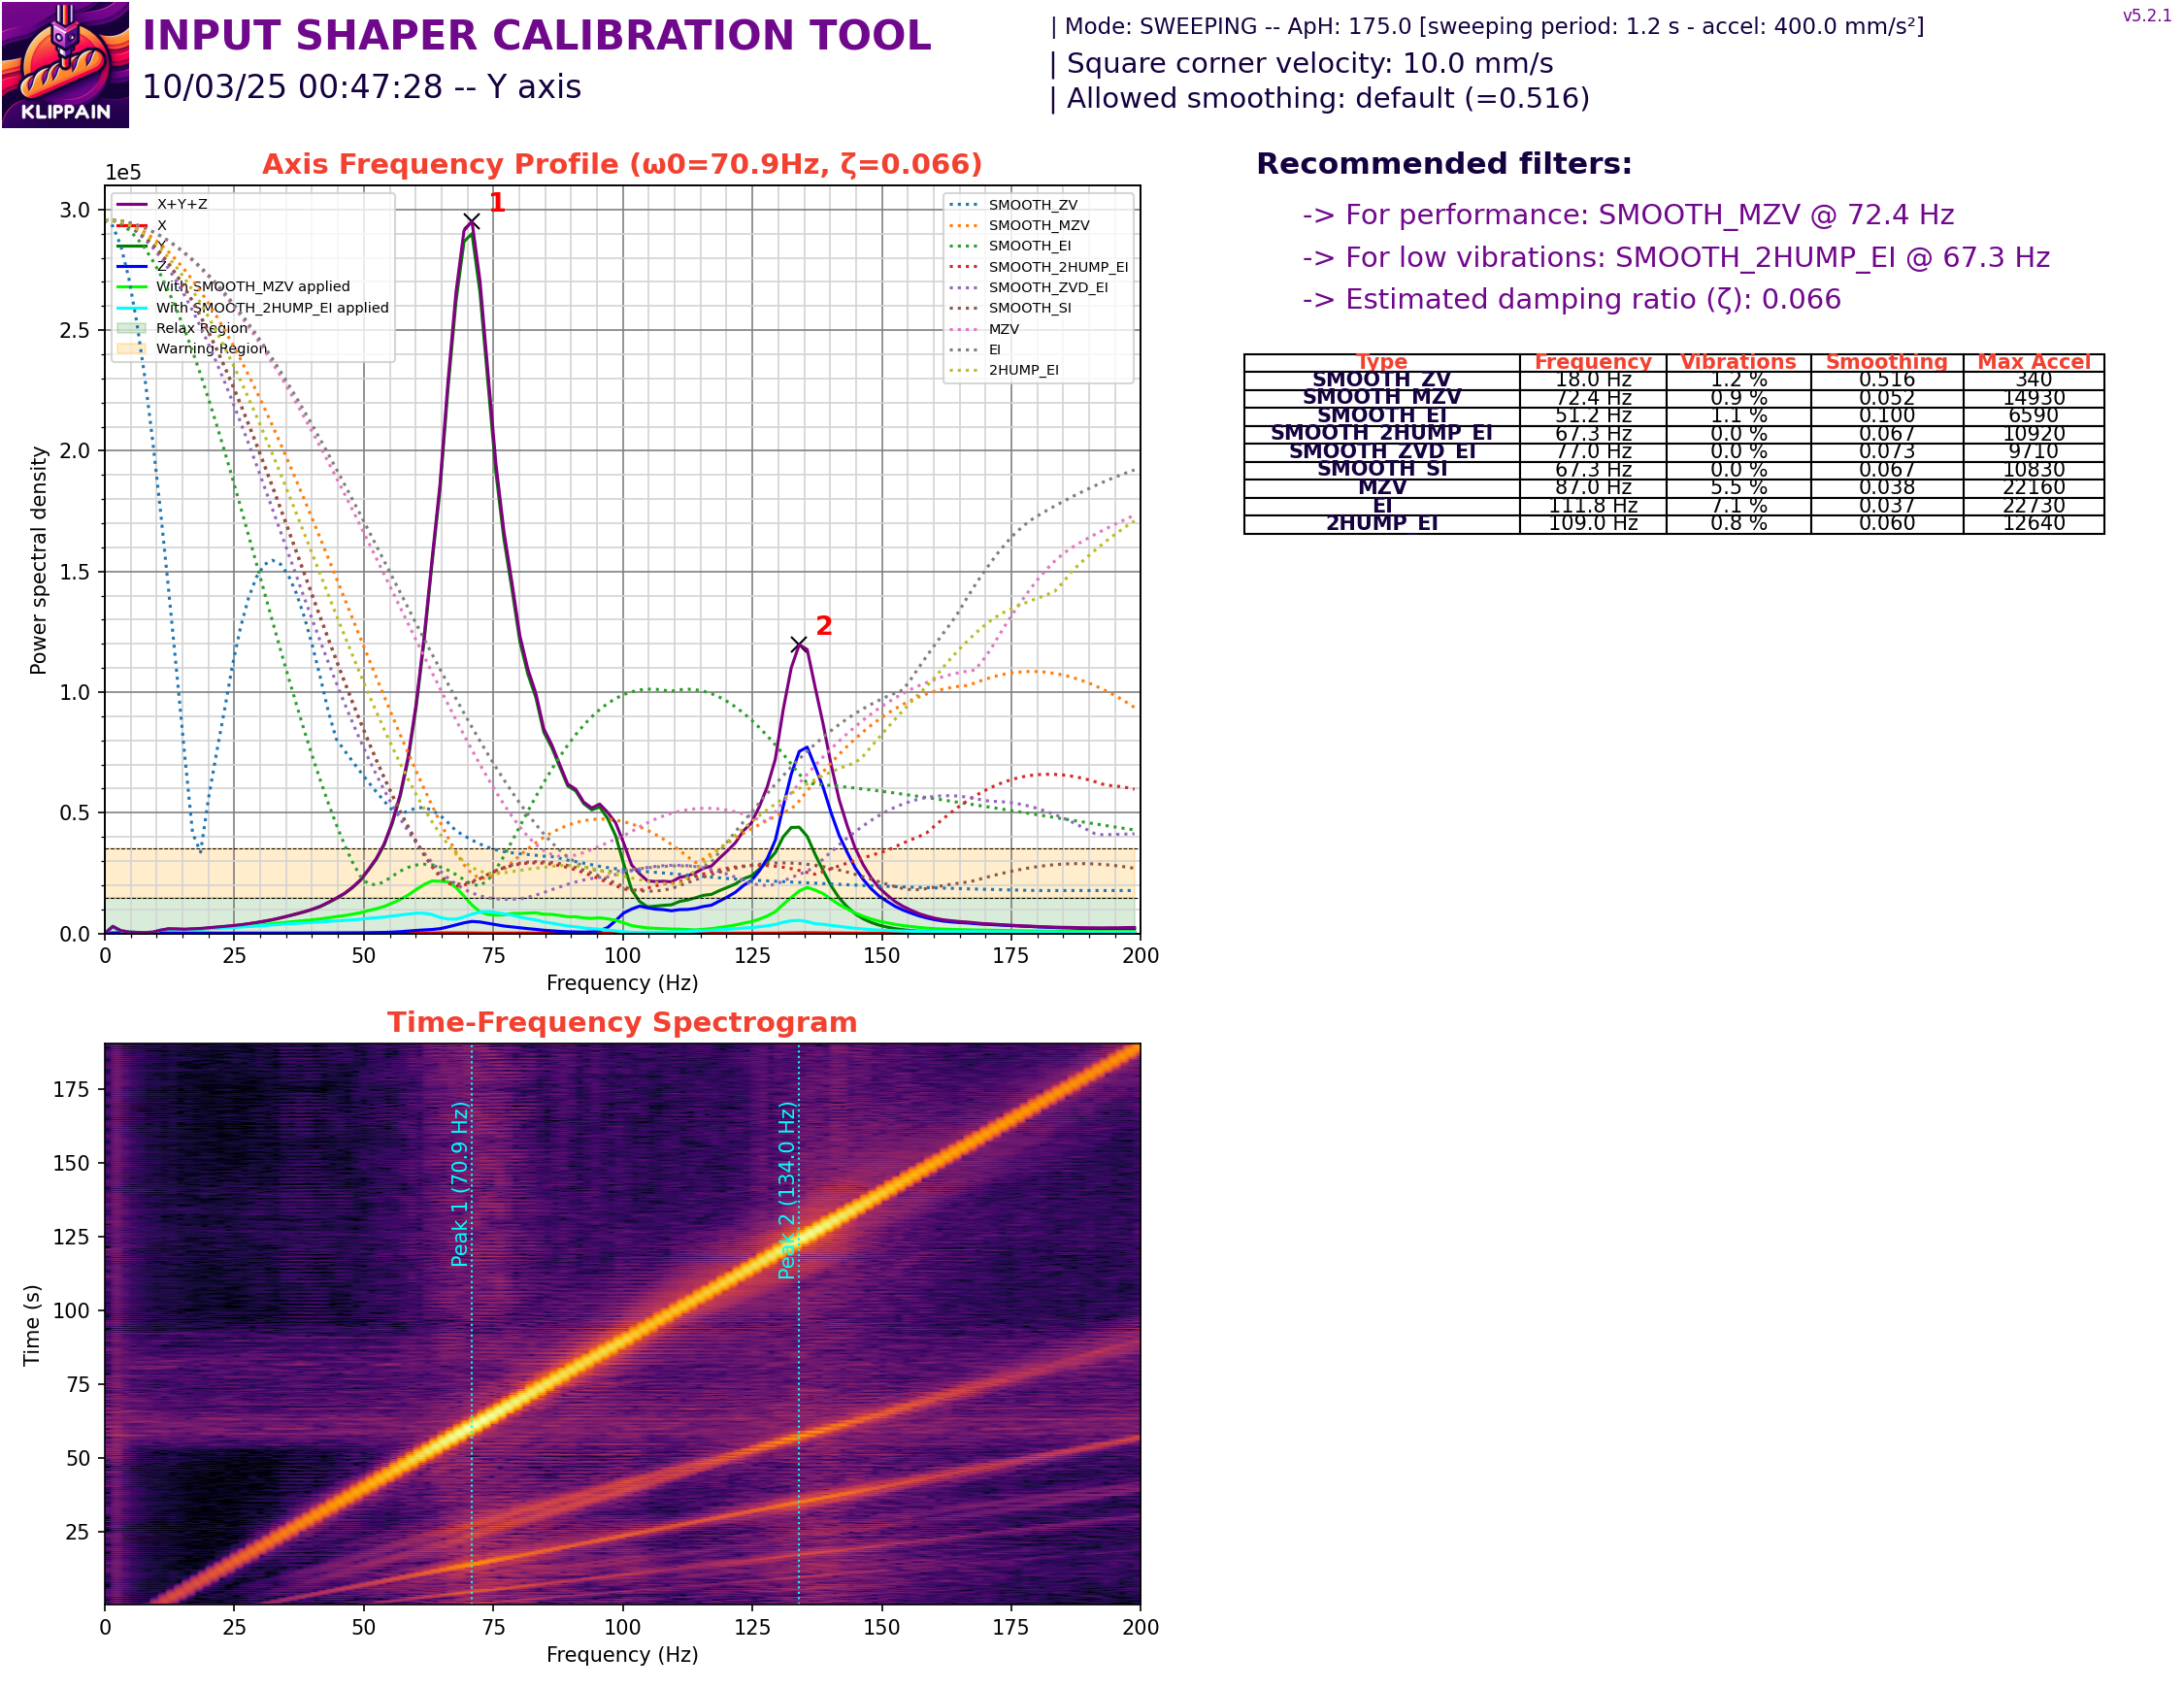 KLIPPAIN
INPUT SHAPER CALIBRATION TOOL
10/03/25 00:47:28 -- Y axis
| Mode: SWEEPING -- ApH: 175.0 [sweeping period: 1.2 s - accel: 400.0 mm/s²]
| Square corner velocity: 10.0 mm/s
| Allowed smoothing: default (=0.516)
v5.2.1
Axis Frequency Profile (ω0=70.9Hz, ζ=0.066)
1e5
3.0
2.5
2.0
1.5
1.0
0.5
0.0
Power spectral density
X+Y+Z
X
Y
Z
With SMOOTH_MZV applied
With SMOOTH_2HUMP_EI applied
Relax Region
Warning Region
1
2
SMOOTH_ZV
SMOOTH_MZV
SMOOTH_EI
SMOOTH_2HUMP_EI
SMOOTH_ZVD_EI
SMOOTH_SI
MZV
EI
2HUMP_EI
0 25 50 75 100 125 150 175 200
Frequency (Hz)
Recommended filters:
-> For performance: SMOOTH_MZV @ 72.4 Hz
-> For low vibrations: SMOOTH_2HUMP_EI @ 67.3 Hz
-> Estimated damping ratio (ζ): 0.066
Type Frequency Vibrations Smoothing Max Accel
SMOOTH_ZV 18.0 Hz 1.2 % 0.516 340
SMOOTH_MZV 72.4 Hz 0.9 % 0.052 14930
SMOOTH_EI 51.2 Hz 1.1 % 0.100 6590
SMOOTH_2HUMP_EI 67.3 Hz 0.0 % 0.067 10920
SMOOTH_ZVD_EI 77.0 Hz 0.0 % 0.073 9710
SMOOTH_SI 67.3 Hz 0.0 % 0.067 10830
MZV 87.0 Hz 5.5 % 0.038 22160
EI 111.8 Hz 7.1 % 0.037 22730
2HUMP_EI 109.0 Hz 0.8 % 0.060 12640
Time-Frequency Spectrogram
175
150
125
100
75
50
25
Time (s)
Peak 1 (70.9 Hz)
Peak 2 (134.0 Hz)
0 25 50 75 100 125 150 175 200
Frequency (Hz)